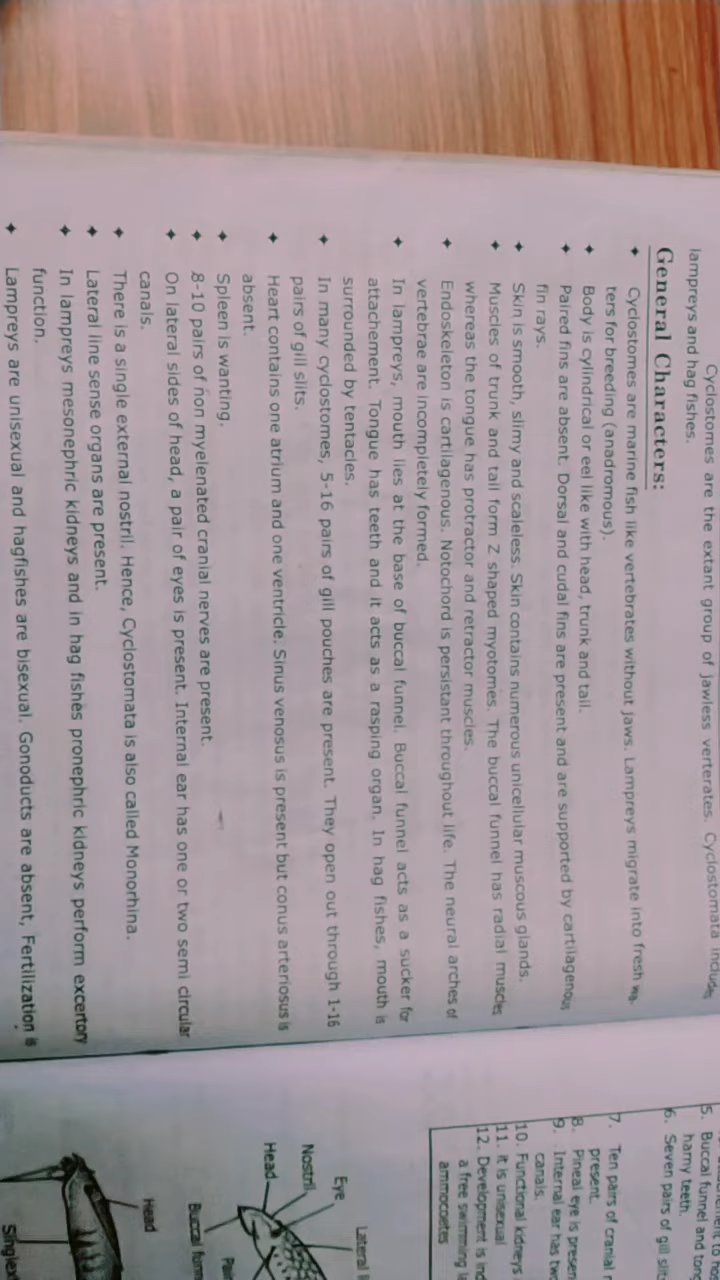 Cyclostomes are the extant group of jawless verterates. Cyclostomata includes
lampreys and hag fishes.
General Characters:
✦ Cyclostomes are marine fish like vertebrates without jaws. Lampreys migrate into fresh wa-
ters for breeding (anadromous).
✦ Body is cylindrical or eel like with head, trunk and tail.
✦ Paired fins are absent. Dorsal and cudal fins are present and are supported by cartilagenous
fin rays.
✦ Skin is smooth, slimy and scaleless. Skin contains numerous unicellular muscous glands.
✦ Muscles of trunk and tail form Z shaped myotomes. The buccal funnel has radial muscles
whereas the tongue has protractor and retractor muscles.
✦ Endoskeleton is cartilagenous. Notochord is persistant throughout life. The neural arches of
vertebrae are incompletely formed.
✦ In lampreys, mouth lies at the base of buccal funnel. Buccal funnel acts as a sucker for
attachment. Tongue has teeth and it acts as a rasping organ. In hag fishes, mouth is
surrounded by tentacles.
✦ In many cyclostomes, 5-16 pairs of gill pouches are present. They open out through 1-16
pairs of gill slits.
✦ Heart contains one atrium and one ventricle. Sinus venosus is present but conus arteriosus is
absent.
✦ Spleen is wanting.
✦ 8-10 pairs of non myelenated cranial nerves are present.
✦ On lateral sides of head, a pair of eyes is present. Internal ear has one or two semi circular
canals.
✦ There is a single external nostril. Hence, Cyclostomata is also called Monorhina.
✦ Lateral line sense organs are present.
✦ In lampreys mesonephric kidneys and in hag fishes pronephric kidneys perform excertory
function.
✦ Lampreys are unisexual and hagfishes are bisexual. Gonoducts are absent, Fertilization is
5. Buccal funnel and
harny teeth.
6. Seven pairs of gill
7. Ten pairs of cranial
present.
8. Pineal eye is
9. Internal ear has
canals.
10. Functional kidneys
11. it is unisexual
12. Development is
a free swimming
ammocoetes
Lateral
Eye
Nostril
Head
Buccal
Head